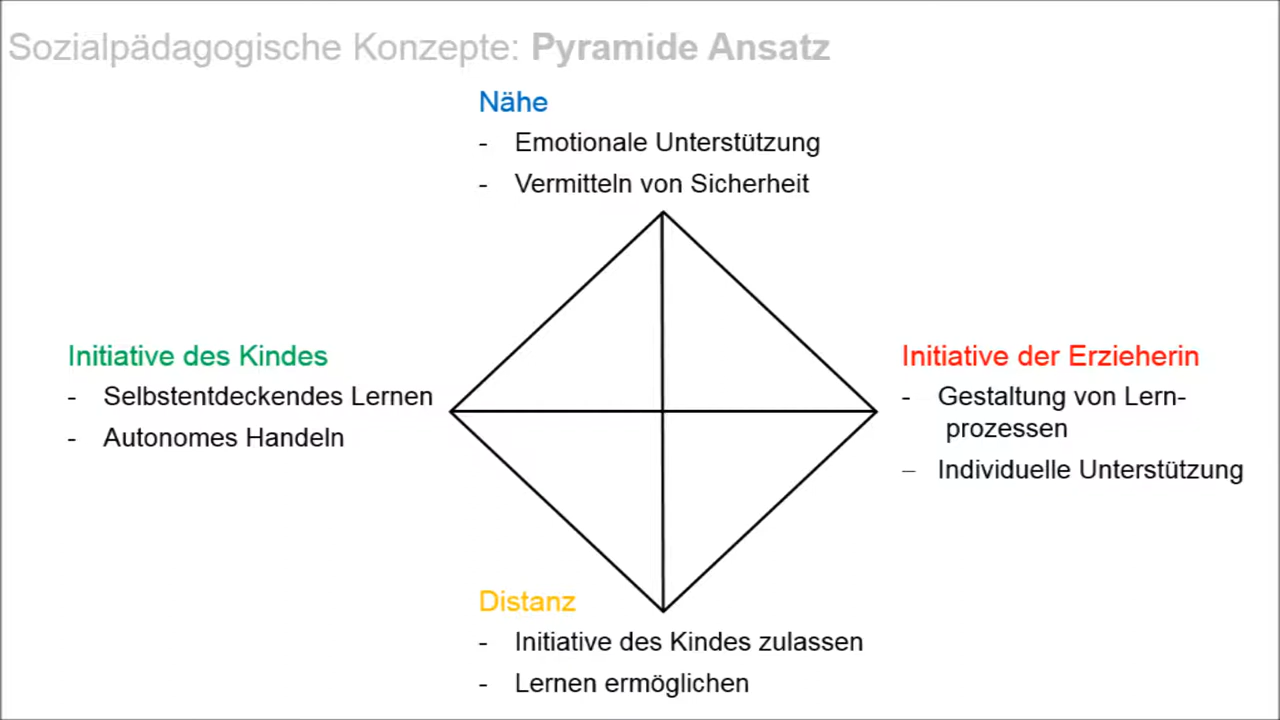 Sozialpädagogische Konzepte: Pyramide Ansatz
Nähe
- Emotionale Unterstützung
- Vermitteln von Sicherheit
Initiative des Kindes
- Selbstentdeckendes Lernen
- Autonomes Handeln
Initiative der Erzieherin
- Gestaltung von Lern-
prozessen
– Individuelle Unterstützung
Distanz
- Initiative des Kindes zulassen
- Lernen ermöglichen